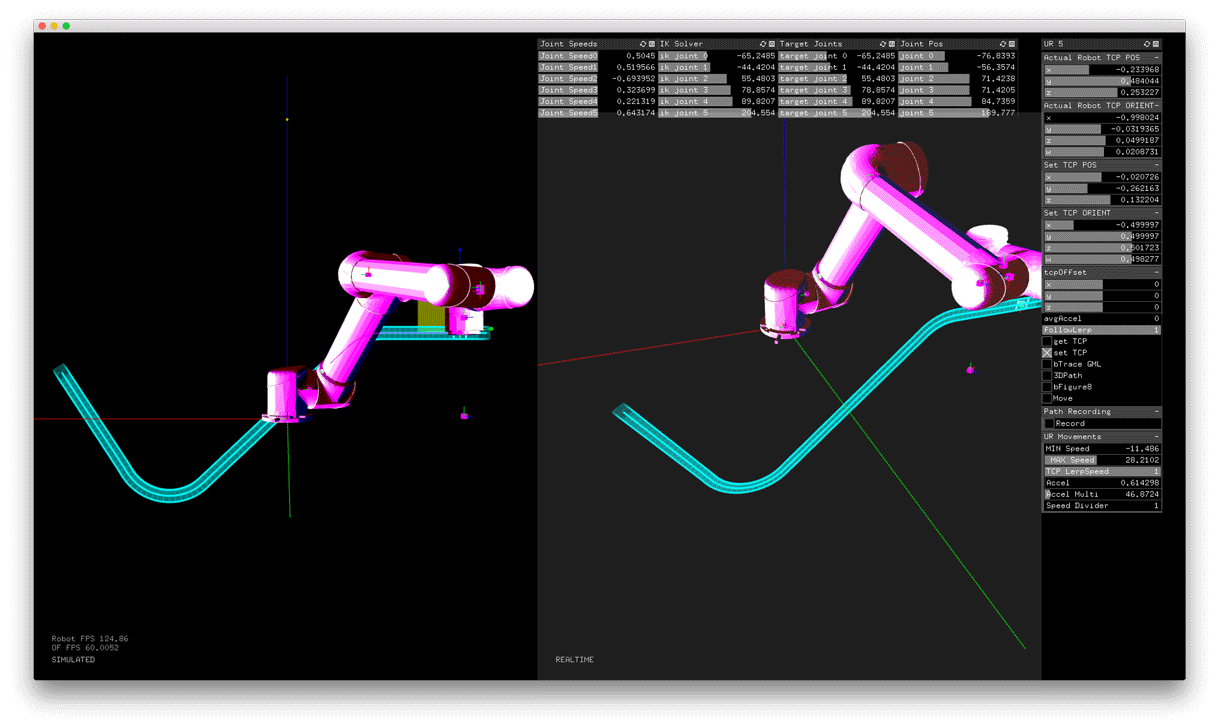 Joint Speeds
Joint Speed0 0.5045
Joint Speed1 0.519566
Joint Speed2 -0.693952
Joint Speed3 0.323699
Joint Speed4 0.221319
Joint Speed5 0.643174
IK Solver
ik joint 0 -65.2485
ik joint 1 -44.4204
ik joint 2 55.4803
ik joint 3 78.8574
ik joint 4 89.8207
ik joint 5 204.554
Target Joints
target joint 0 -65.2485
target joint 1 -44.4204
target joint 2 55.4803
target joint 3 78.8574
target joint 4 89.8207
target joint 5 204.554
Joint Pos
joint 0 -76.8393
joint 1 -56.3574
joint 2 71.4238
joint 3 71.4205
joint 4 84.7359
joint 5 189.777
UR 5
Actual Robot TCP POS -
x -0.233968
y 0.484044
z 0.253227
Actual Robot TCP ORIENT-
x -0.998024
y -0.0319365
z 0.0499187
w 0.0208731
Set TCP POS -
x -0.020726
y -0.262163
z 0.132204
Set TCP ORIENT -
x -0.499997
y 0.499997
z 0.501723
w 0.498277
tcpOffset -
x 0
y 0
z 0
avgAccel 0
followLerp 1
get TCP
set TCP
bTrace GML
3DPath
bFigure8
Move
Path Recording -
Record
UR Movements -
MIN Speed -11.486
MAX Speed 28.2102
TCP LerpSpeed 1
Accel 0.614298
Accel Multi 46.8724
Speed Divider 1
Robot FPS 124.86
OF FPS 60.0052
SIMULATED
REALTIME